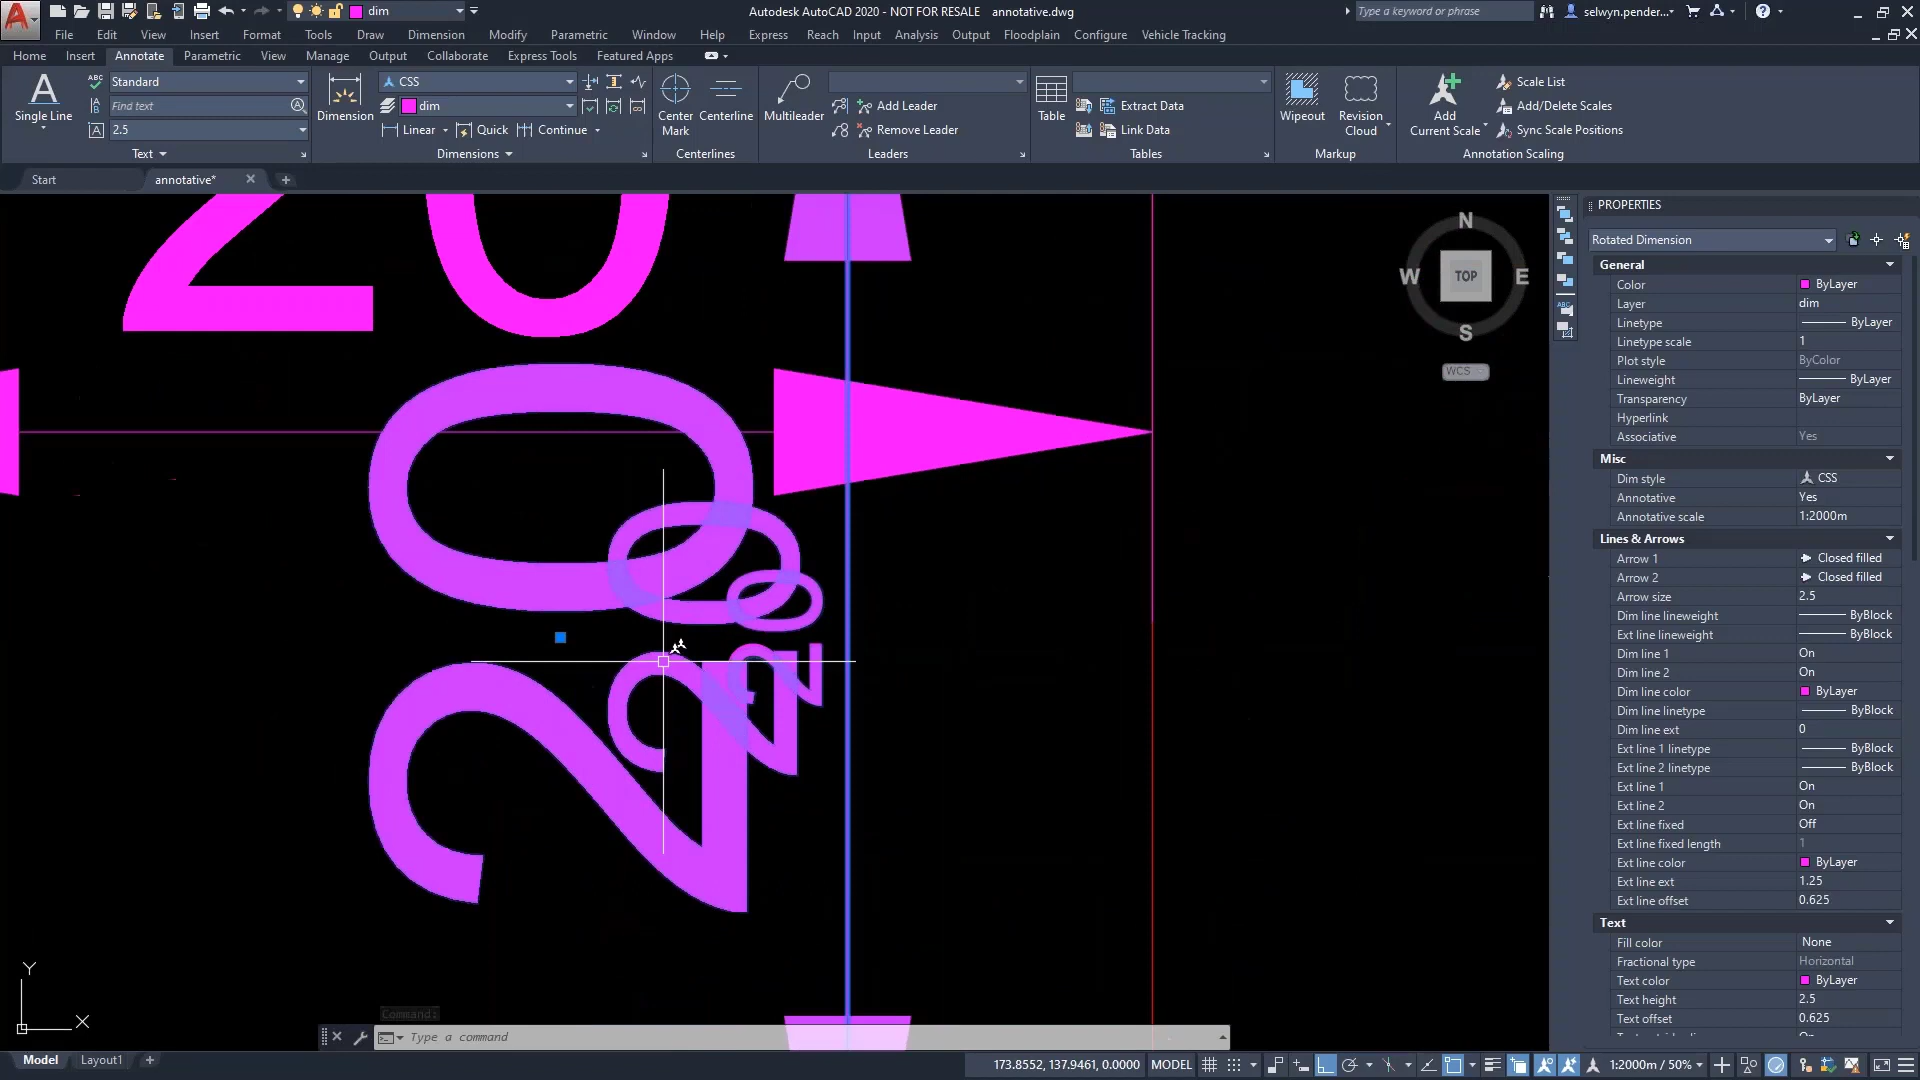 dim
Autodesk AutoCAD 2020 - NOT FOR RESALE annotative.dwg
Type a keyword or phrase
selwyn.pender...
File Edit View Insert Format Tools Draw Dimension Modify Parametric Window Help Express Reach Input Analysis Output Floodplain Configure Vehicle Tracking
Home Insert Annotate Parametric View Manage Output Collaborate Express Tools Featured Apps
A
Single Line
ABC
Standard
Find text
2.5
Text
Dimension
CSS
dim
Linear Quick Continue
Dimensions
Center Mark
Centerline
Centerlines
Multileader
Add Leader
Remove Leader
Leaders
Table
Extract Data
Link Data
Tables
Wipeout
Revision Cloud
Markup
Add Current Scale
Scale List
Add/Delete Scales
Sync Scale Positions
Annotation Scaling
Start
annotative*
20
20
20
20
N
W TOP E
S
WCS
Y
X
PROPERTIES
Rotated Dimension
General
Color ByLayer
Layer dim
Linetype ByLayer
Linetype scale 1
Plot style ByColor
Lineweight ByLayer
Transparency ByLayer
Hyperlink
Associative Yes
Misc
Dim style CSS
Annotative Yes
Annotative scale 1:2000m
Lines & Arrows
Arrow 1 Closed filled
Arrow 2 Closed filled
Arrow size 2.5
Dim line lineweight ByBlock
Ext line lineweight ByBlock
Dim line 1 On
Dim line 2 On
Dim line color ByLayer
Dim line linetype ByBlock
Dim line ext 0
Ext line 1 linetype ByBlock
Ext line 2 linetype ByBlock
Ext line 1 On
Ext line 2 On
Ext line fixed Off
Ext line fixed length 1
Ext line color ByLayer
Ext line ext 1.25
Ext line offset 0.625
Text
Fill color None
Fractional type Horizontal
Text color ByLayer
Text height 2.5
Text offset 0.625
Command:
Type a command
Model Layout1
173.8552, 137.9461, 0.0000 MODEL
1:2000m / 50%